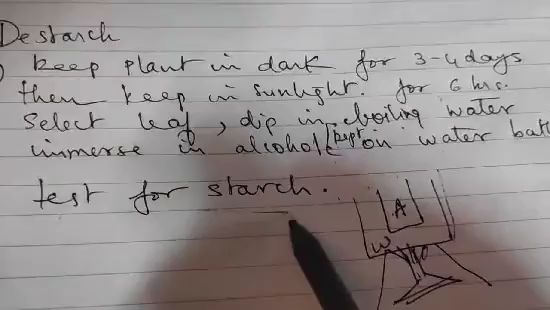 Destarch
Keep plant in dark for 3-4 days
then keep in sunlight. for 6 hrs.
Select leaf, dip in boiling water
immerse in alcohol (kept on water bath
test for starch.
A
W